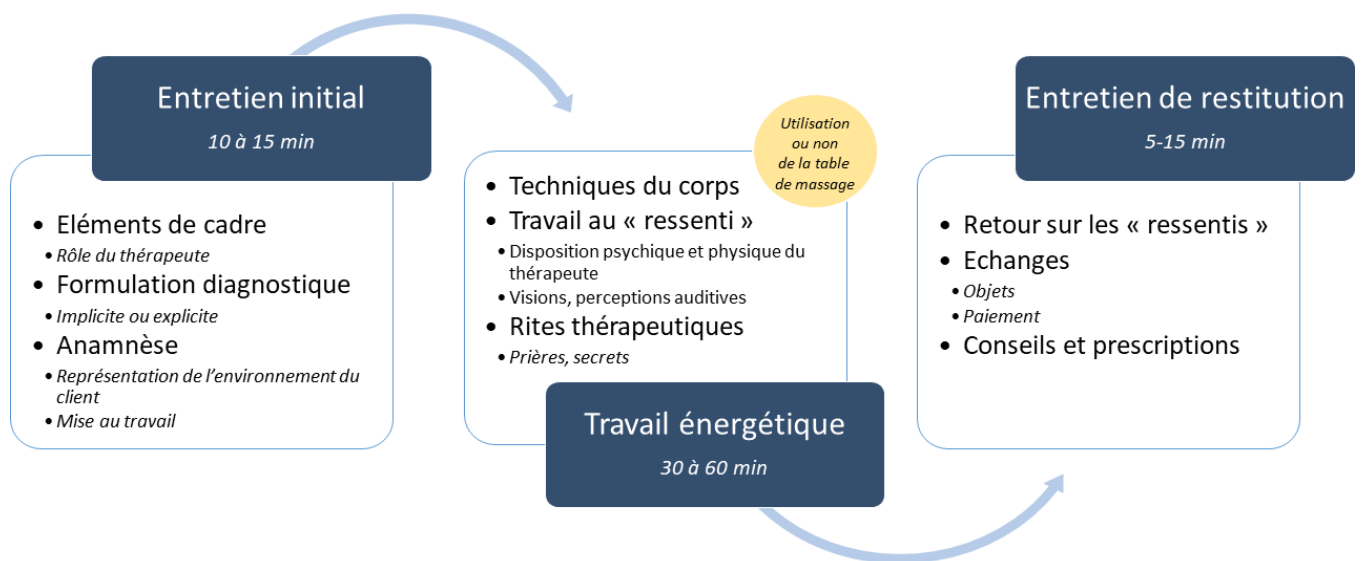 Entretien initial
10 à 15 min
• Eléments de cadre
• Rôle du thérapeute
• Formulation diagnostique
• Implicite ou explicite
• Anamnèse
• Représentation de l'environnement du
client
• Mise au travail
Utilisation
ou non
de la table
de massage
• Techniques du corps
• Travail au « ressenti »
• Disposition psychique et physique du
thérapeute
• Visions, perceptions auditives
• Rites thérapeutiques
• Prières, secrets
Travail énergétique
30 à 60 min
Entretien de restitution
5-15 min
• Retour sur les « ressentis »
• Echanges
• Objets
• Paiement
• Conseils et prescriptions